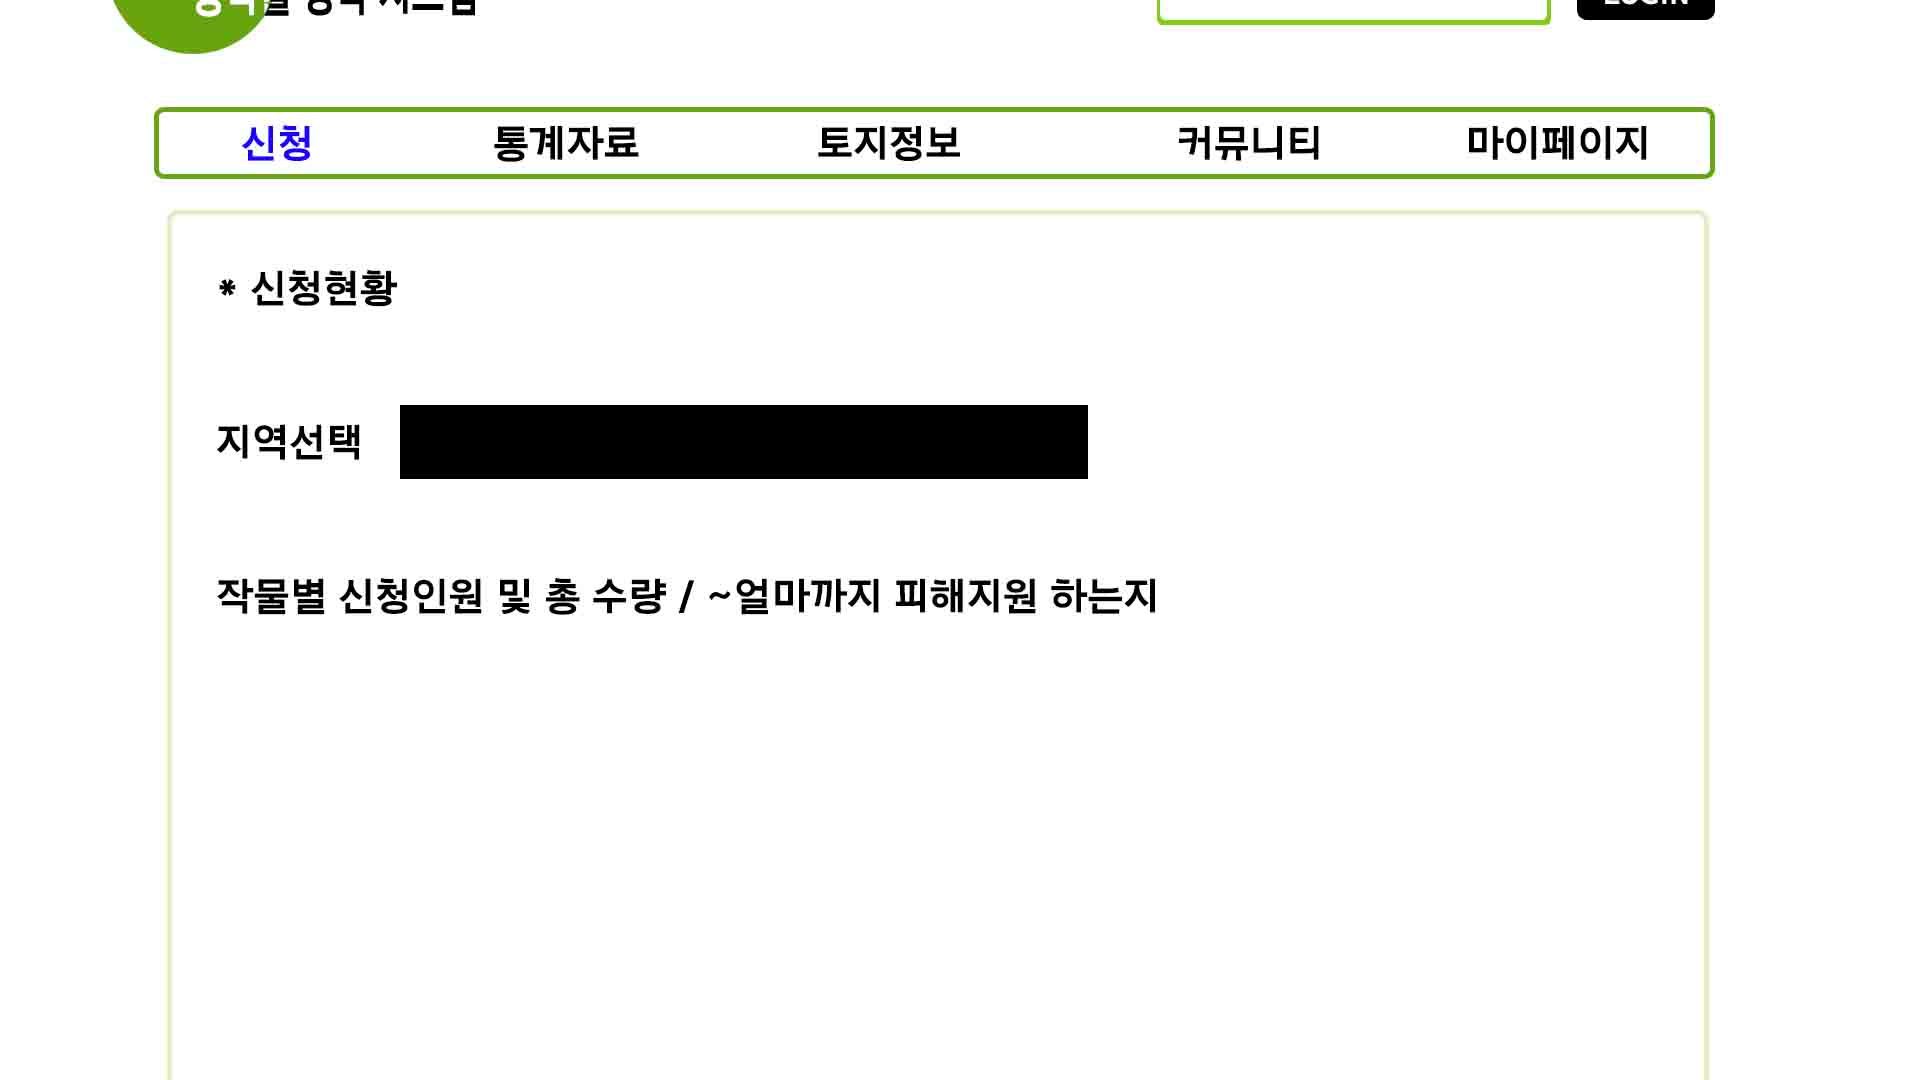 LOGIN
신청 통계자료 토지정보 커뮤니티 마이페이지
* 신청현황
지역선택
작물별 신청인원 및 총 수량 / ~얼마까지 피해지원 하는지